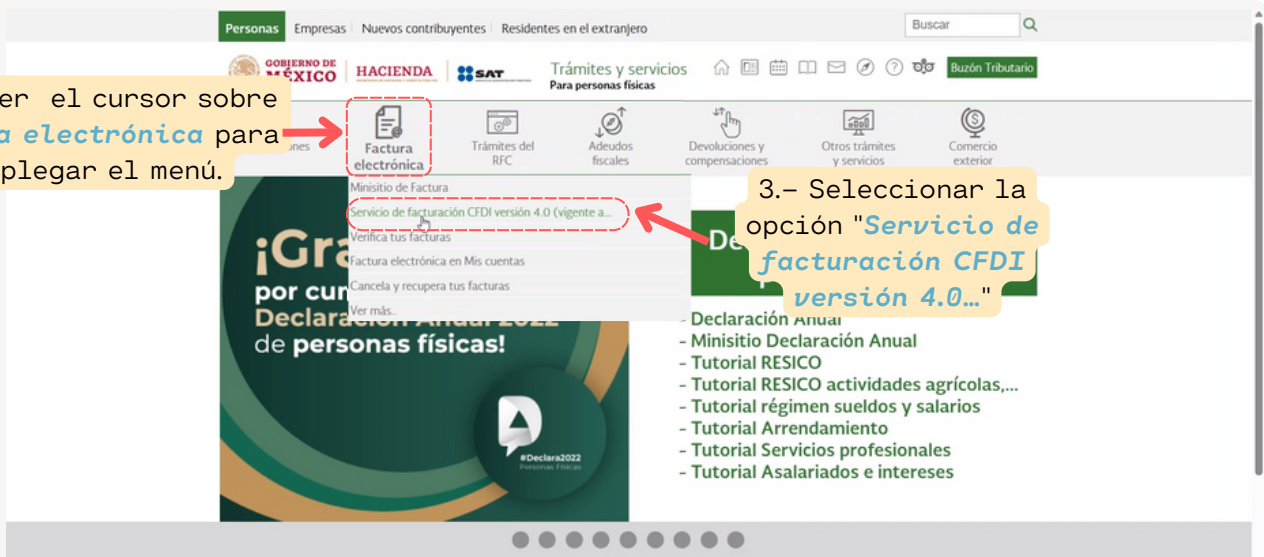 Personas Empresas Nuevos contribuyentes Residentes en el extranjero Buscar
GOBIERNO DE MÉXICO HACIENDA SAT
Trámites y servicios Buzón Tributario
Para personas físicas
er el cursor sobre
a electrónica para
plegar el menú.
Factura electrónica
Trámites del RFC
Adeudos fiscales
Devoluciones y compensaciones
Otros trámites y servicios
Comercio exterior
Minisitio de Factura
Servicio de facturación CFDI versión 4.0 (vigente a...
Verifica tus facturas
Factura electrónica en Mis cuentas
Cancela y recupera tus facturas
Ver más..
3.– Seleccionar la
opción "Servicio de
facturación CFDI
versión 4.0…"
¡Gra
por cum
Declaración Anual 2022
de personas físicas!
#Declara2022
Personas Físicas
De
- Declaración Anual
- Minisitio Declaración Anual
- Tutorial RESICO
- Tutorial RESICO actividades agrícolas,...
- Tutorial régimen sueldos y salarios
- Tutorial Arrendamiento
- Tutorial Servicios profesionales
- Tutorial Asalariados e intereses